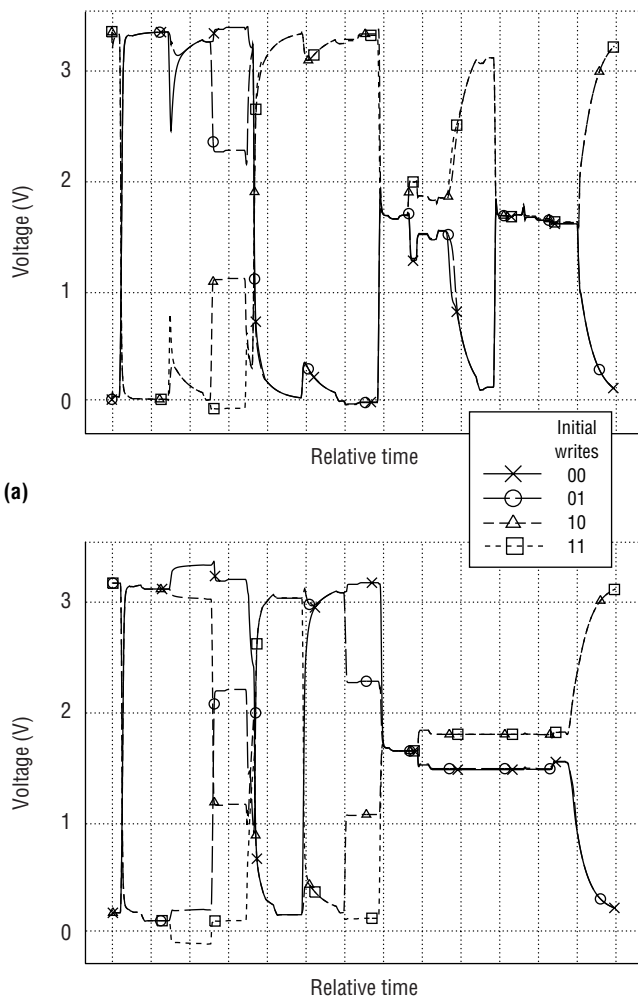 3
2
1
0
Voltage (V)
Relative time
(a)
Initial
writes
00
01
10
11
3
2
1
0
Voltage (V)
Relative time